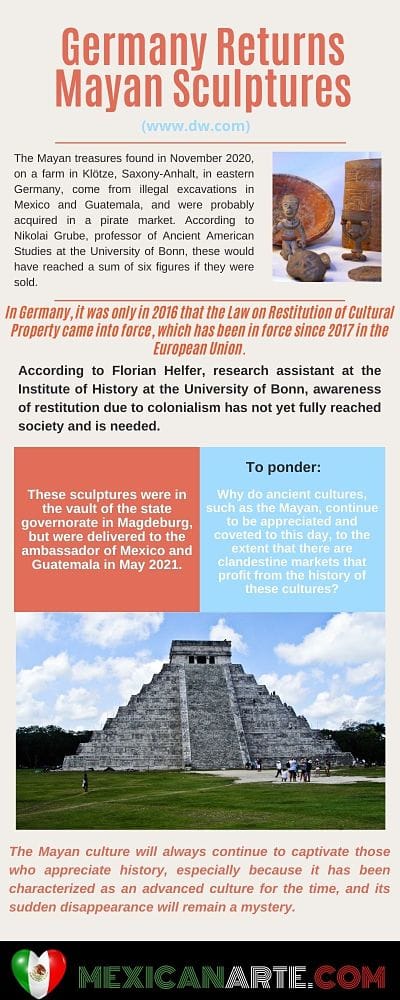 Germany Returns
Mayan Sculptures
(www.dw.com)
The Mayan treasures found in November 2020,
on a farm in Klötze, Saxony-Anhalt, in eastern
Germany, come from illegal excavations in
Mexico and Guatemala, and were probably
acquired in a pirate market. According to
Nikolai Grube, professor of Ancient American
Studies at the University of Bonn, these would
have reached a sum of six figures if they were
sold.
In Germany, it was only in 2016 that the Law on Restitution of Cultural
Property came into force, which has been in force since 2017 in the
European Union.
According to Florian Helfer, research assistant at the
Institute of History at the University of Bonn, awareness
of restitution due to colonialism has not yet fully reached
society and is needed.
These sculptures were in
the vault of the state
governorate in Magdeburg,
but were delivered to the
ambassador of Mexico and
Guatemala in May 2021.
To ponder:
Why do ancient cultures,
such as the Mayan, continue
to be appreciated and
coveted to this day, to the
extent that there are
clandestine markets that
profit from the history of
these cultures?
The Mayan culture will always continue to captivate those
who appreciate history, especially because it has been
characterized as an advanced culture for the time, and its
sudden disappearance will remain a mystery.
MEXICANARTE.COM